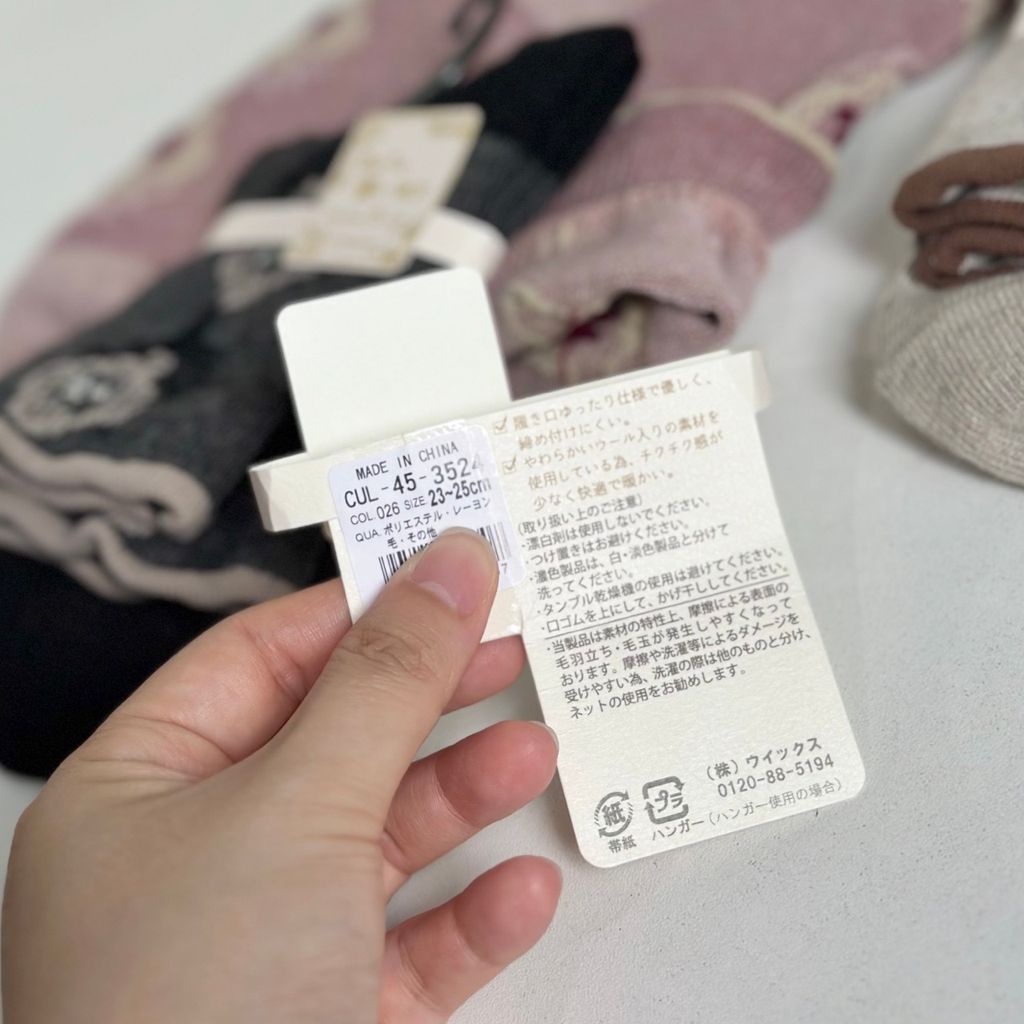 MADE IN CHINA
CUL-45-3524
COL.026 SIZE 23~25cm
QUA.ポリエステル・レーヨン
毛・その他
7
履き口ゆったり仕様で優しく、
締め付けにくい。
やわらかいウール入りの素材を
使用している為、チクチク感が
少なく快適で暖かい。
(取り扱い上のご注意)
・漂白剤は使用しないでください。
・つけ置きはお避けください。
・濃色製品は、白・淡色製品と分けて
洗ってください。
・タンブル乾燥機の使用は避けてください。
・口ゴムを上にして、かげ干ししてください。
・当製品は素材の特性上、摩擦による表面の
毛羽立ち・毛玉が発生しやすくなって
おります。摩擦や洗濯等によるダメージを
受けやすい為、洗濯の際は他のものと分け、
ネットの使用をお勧めします。
(株)ウイックス
0120-88-5194
紙
プラ
帯紙
ハンガー(ハンガー使用の場合)